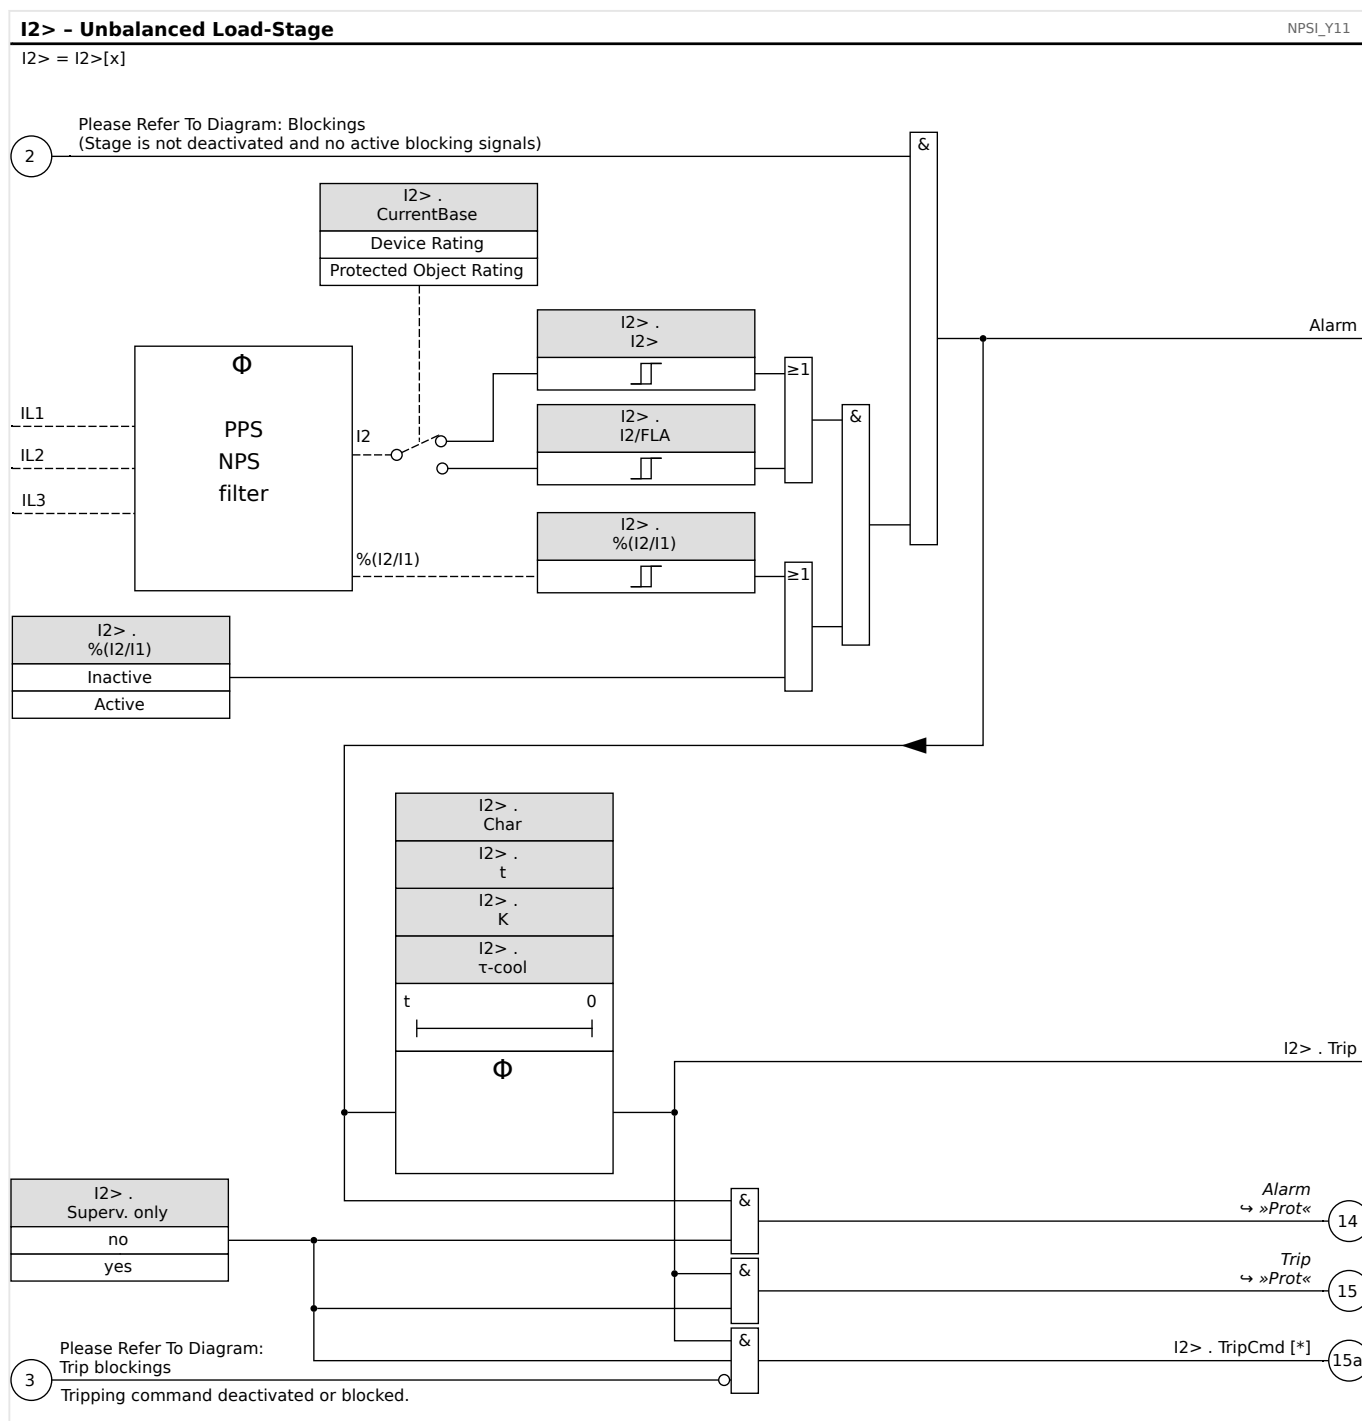 I2> – Unbalanced Load-Stage
NPSI_Y11
I2> = I2>[x]
Please Refer To Diagram: Blockings
(Stage is not deactivated and no active blocking signals)
2
&
I2> .
CurrentBase
Device Rating
Protected Object Rating
I2> .
I2>
Alarm
Φ
PPS
NPS
filter
IL1
IL2
IL3
I2
≥1
I2> .
I2/FLA
&
I2> .
%(I2/I1)
%(I2/I1)
≥1
I2> .
%(I2/I1)
Inactive
Active
I2> .
Char
I2> .
t
I2> .
K
I2> .
τ-cool
t 0
Φ
I2> . Trip
I2> .
Superv. only
no
yes
&
Alarm
↪ »Prot«
14
&
Trip
↪ »Prot«
15
&
I2> . TripCmd [*]
15a
Please Refer To Diagram:
Trip blockings
3
Tripping command deactivated or blocked.